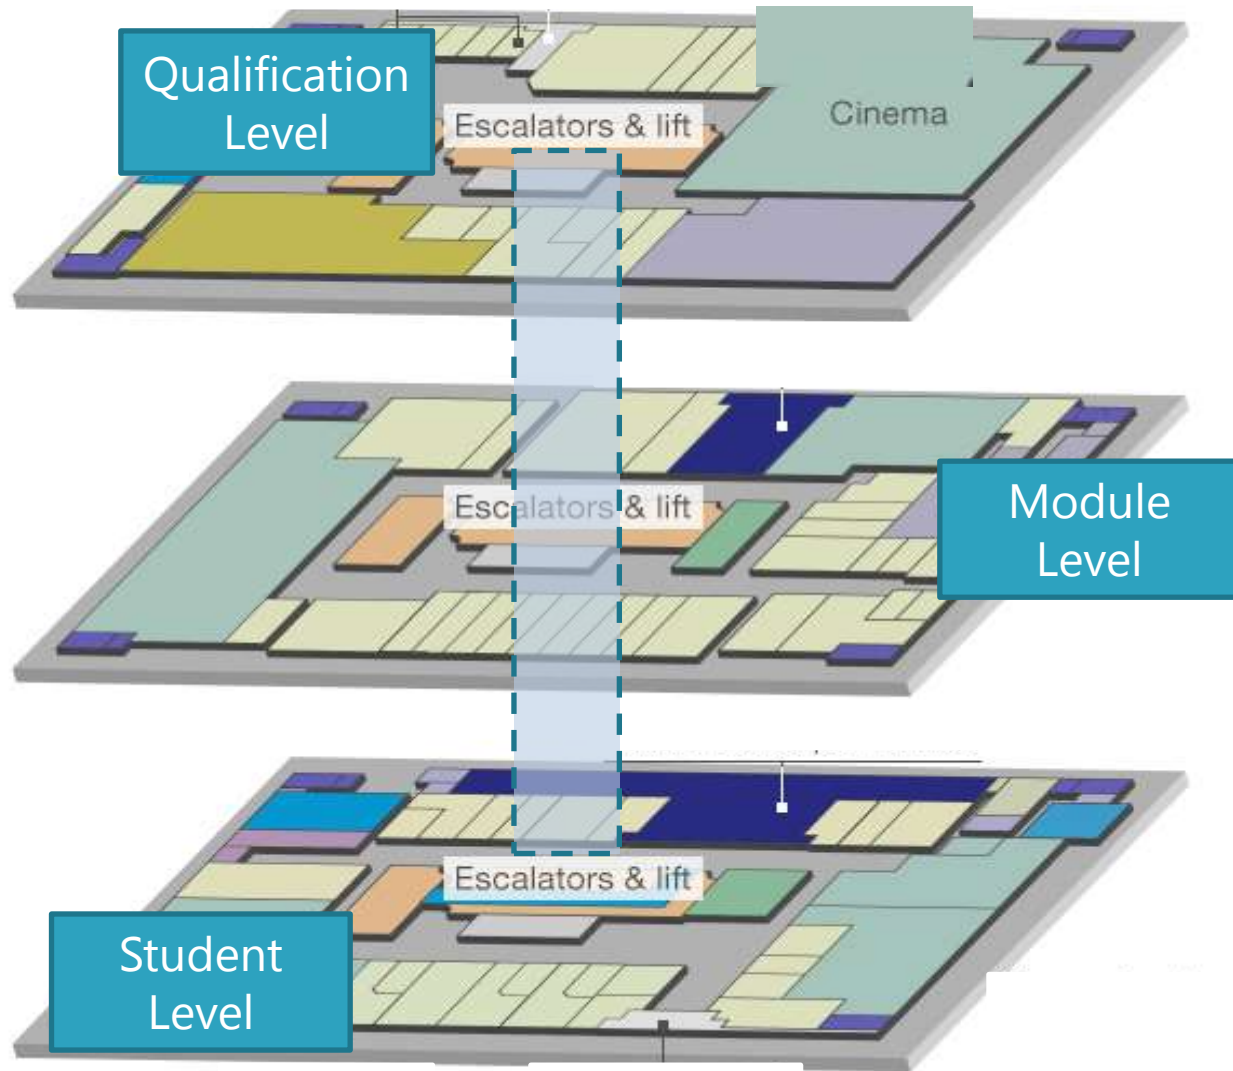 Qualification
Level
Escalators & lift
Cinema
Escalators & lift
Module
Level
Escalators & lift
Student
Level